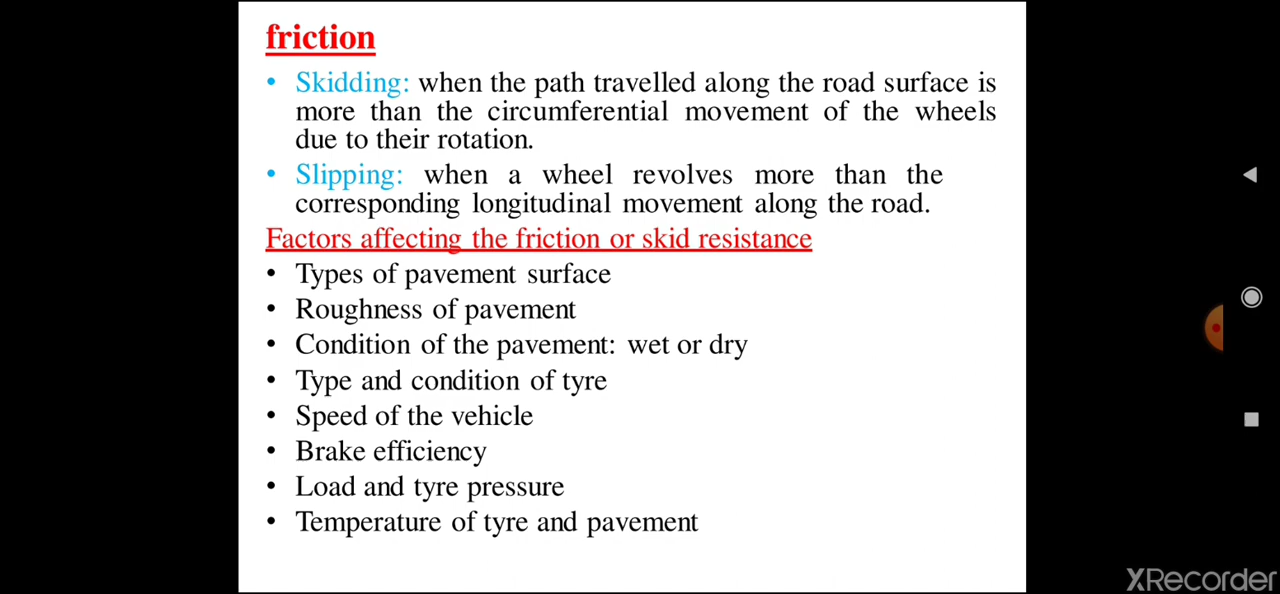 friction
• Skidding: when the path travelled along the road surface is
more than the circumferential movement of the wheels
due to their rotation.
• Slipping: when a wheel revolves more than the
corresponding longitudinal movement along the road.
Factors affecting the friction or skid resistance
• Types of pavement surface
• Roughness of pavement
• Condition of the pavement: wet or dry
• Type and condition of tyre
• Speed of the vehicle
• Brake efficiency
• Load and tyre pressure
• Temperature of tyre and pavement
XRecorder